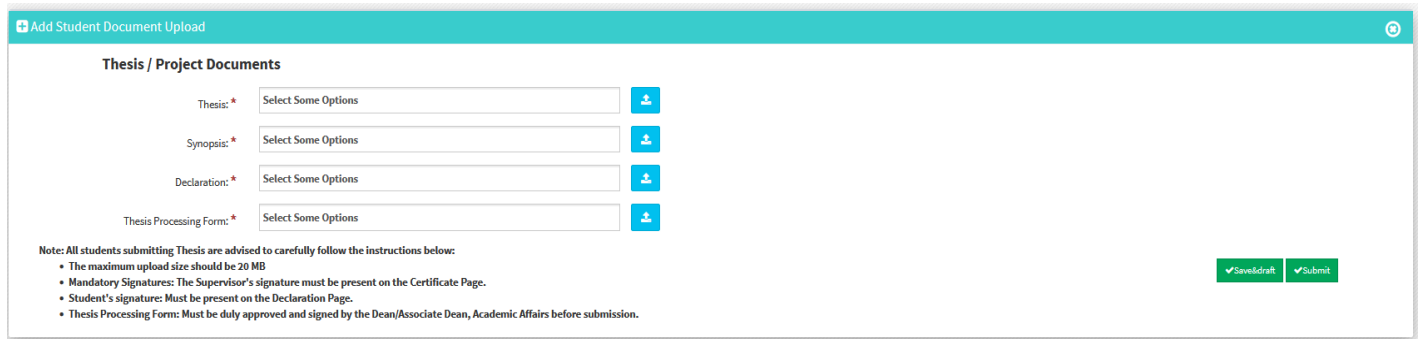 Add Student Document Upload
Thesis / Project Documents
Thesis: * Select Some Options
Synopsis: * Select Some Options
Declaration: * Select Some Options
Thesis Processing Form: * Select Some Options
Note: All students submitting Thesis are advised to carefully follow the instructions below:
• The maximum upload size should be 20 MB
• Mandatory Signatures: The Supervisor's signature must be present on the Certificate Page.
• Student's signature: Must be present on the Declaration Page.
• Thesis Processing Form: Must be duly approved and signed by the Dean/Associate Dean, Academic Affairs before submission.
Save&draft Submit